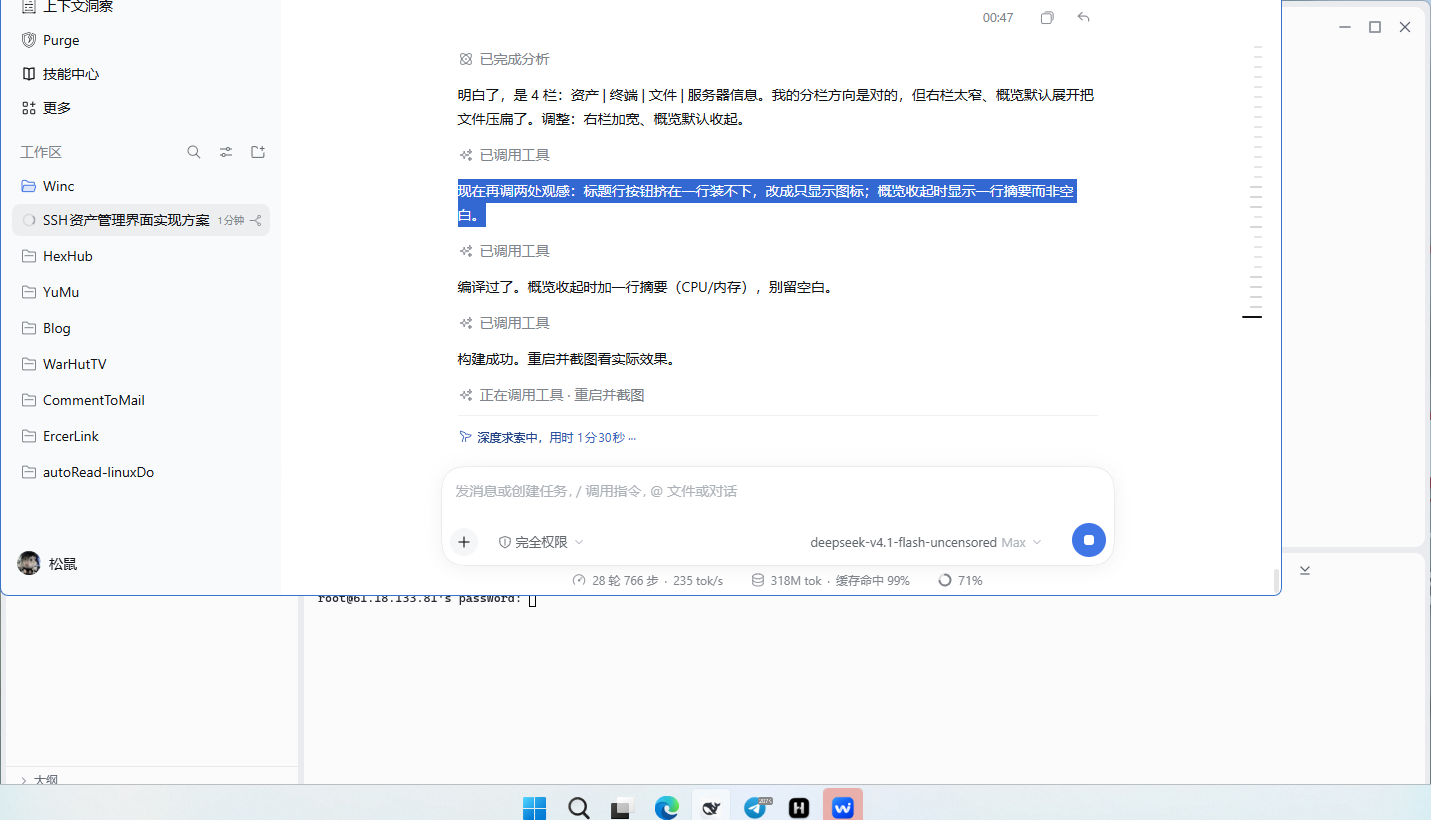 上下文洞察
Purge
技能中心
更多
工作区
Winc
SSH资产管理界面实现方案 1分钟
HexHub
YuMu
Blog
WarHutTV
CommentToMail
ErcerLink
autoRead-linuxDo
松鼠
00:47
已完成分析
明白了，是 4 栏：资产 | 终端 | 文件 | 服务器信息。我的分栏方向是对的，但右栏太窄、概览默认展开把
文件压扁了。调整：右栏加宽、概览默认收起。
已调用工具
现在再调两处观感：标题行按钮挤在一行装不下，改成只显示图标；概览收起时显示一行摘要而非空
白。
已调用工具
编译过了。概览收起时加一行摘要（CPU/内存），别留空白。
已调用工具
构建成功。重启并截图看实际效果。
正在调用工具 · 重启并截图
深度求索中，用时 1分30秒 ···
发消息或创建任务, / 调用指令, @ 文件或对话
完全权限
deepseek-v4.1-flash-uncensored Max
28 轮 766 步 · 235 tok/s
318M tok · 缓存命中 99%
71%
root@61.18.133.81's password:
大纲